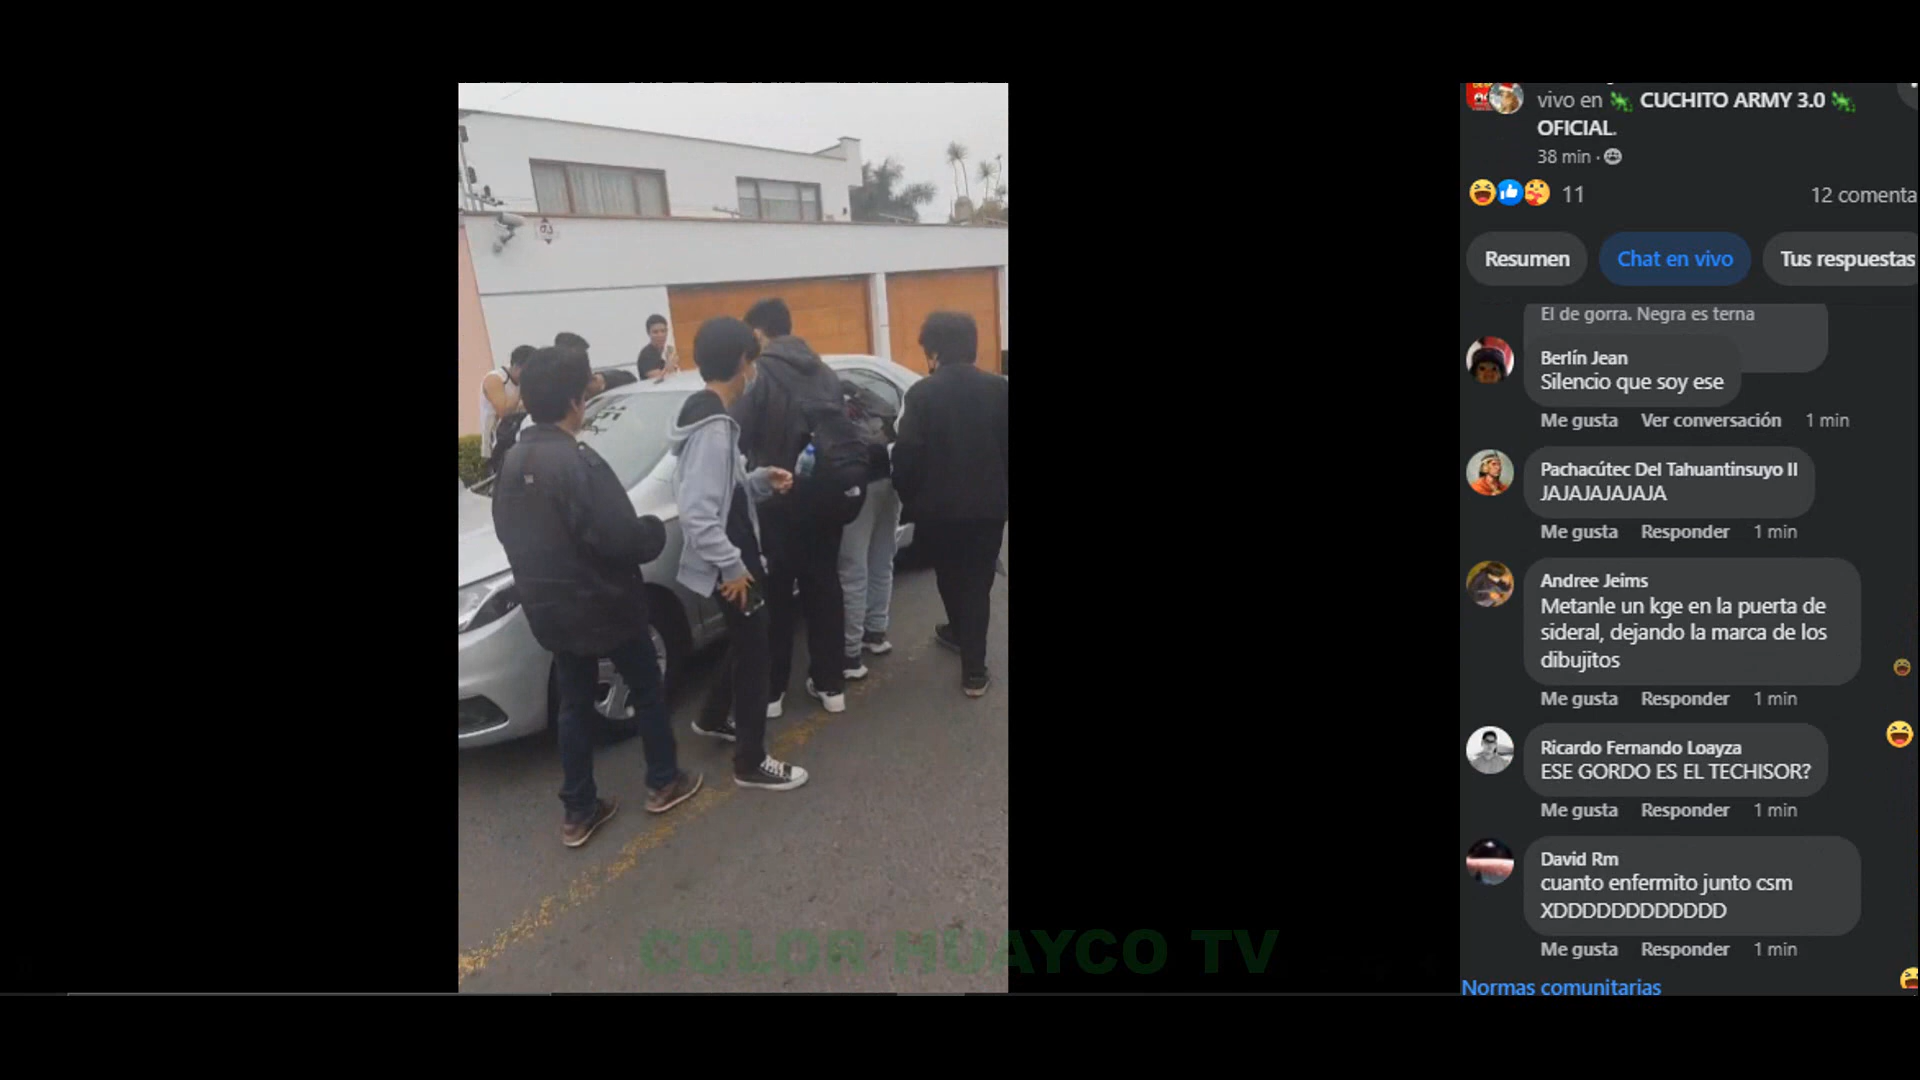 vivo en CUCHITO ARMY 3.0
OFICIAL.
38 min ·
11
12 comenta
Resumen
Chat en vivo
Tus respuestas
El de gorra. Negra es terna
Berlín Jean
Silencio que soy ese
Me gusta Ver conversación 1 min
Pachacútec Del Tahuantinsuyo II
JAJAJAJAJAJA
Me gusta Responder 1 min
Andree Jeims
Metanle un kge en la puerta de
sideral, dejando la marca de los
dibujitos
Me gusta Responder 1 min
Ricardo Fernando Loayza
ESE GORDO ES EL TECHISOR?
Me gusta Responder 1 min
David Rm
cuanto enfermito junto csm
XDDDDDDDDDDDD
Me gusta Responder 1 min
Normas comunitarias
COLOR HUAYCO TV